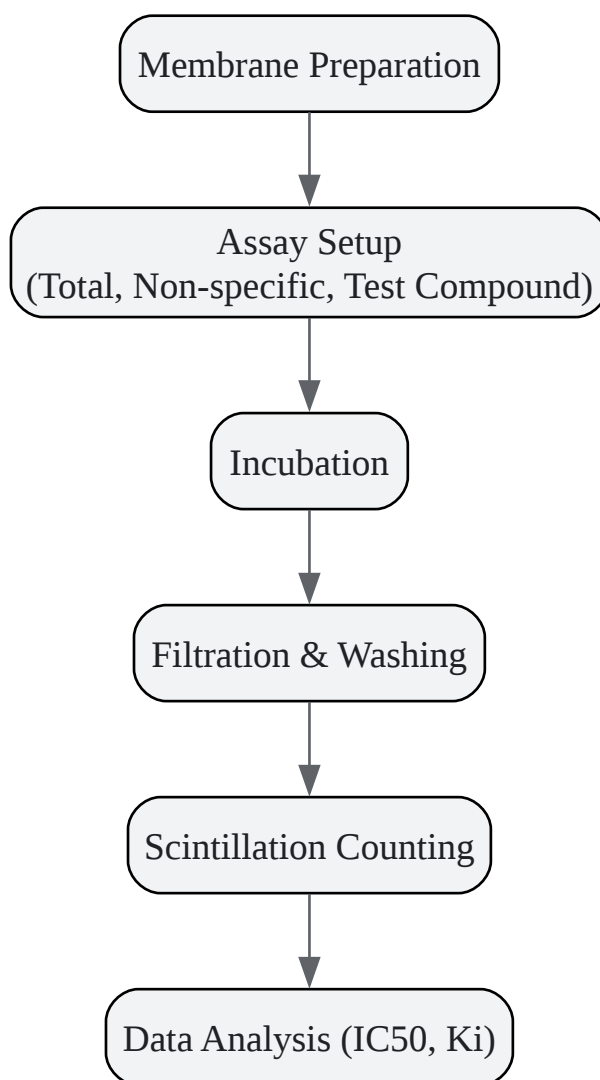 Membrane Preparation
Assay Setup
(Total, Non-specific, Test Compound)
Incubation
Filtration & Washing
Scintillation Counting
Data Analysis (IC50, Ki)